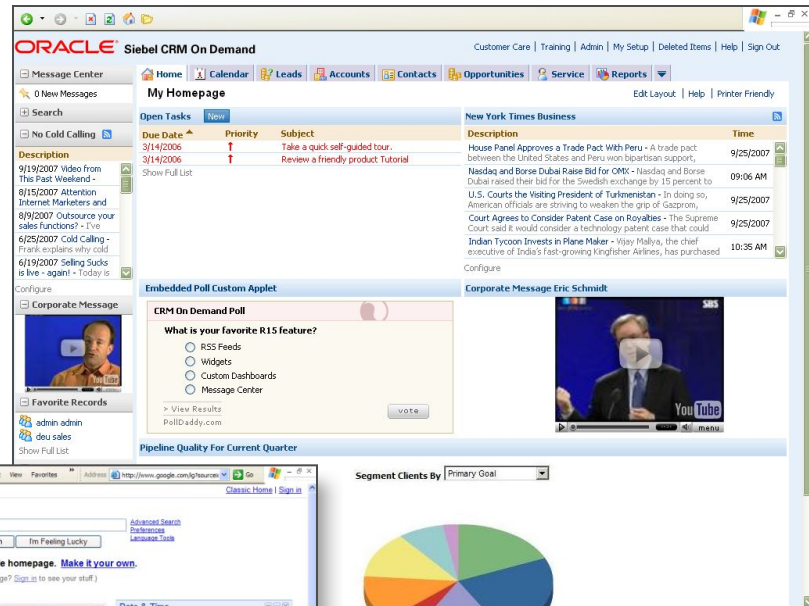 ORACLE Siebel CRM On Demand
Customer Care | Training | Admin | My Setup | Deleted Items | Help | Sign Out
Message Center
Home
Calendar
Leads
Accounts
Contacts
Opportunities
Service
Reports
0 New Messages
Search
No Cold Calling
Description
9/19/2007 Video from
This Past Weekend -
8/15/2007 Attention
Internet Marketers and
8/9/2007 Outsource your
sales functions? - I've
6/25/2007 Cold Calling -
Frank explains why cold
6/19/2007 Selling Sucks
is live - again! - Today is
Configure
Corporate Message
YouTube
Favorite Records
admin admin
deu sales
Show Full List
My Homepage
Edit Layout | Help | Printer Friendly
Open Tasks New
Due Date Priority Subject
3/14/2006 ↑ Take a quick self-guided tour.
3/14/2006 ↑ Review a friendly product Tutorial
Show Full List
New York Times Business
Description Time
House Panel Approves a Trade Pact With Peru - A trade pact
between the United States and Peru won bipartisan support,
9/25/2007
Nasdaq and Borse Dubai Raise Bid for OMX - Nasdaq and Borse
Dubai raised their bid for the Swedish exchange by 15 percent to
09:06 AM
U.S. Courts the Visiting President of Turkmenistan - In doing so,
American officials are striving to weaken the grip of Gazprom,
9/25/2007
Court Agrees to Consider Patent Case on Royalties - The Supreme
Court said it would consider a technology patent case that could
9/25/2007
Indian Tycoon Invests in Plane Maker - Vijay Mallya, the chief
executive of India's fast-growing Kingfisher Airlines, has purchased
10:35 AM
Configure
Embedded Poll Custom Applet
CRM On Demand Poll
What is your favorite R15 feature?
RSS Feeds
Widgets
Custom Dashboards
Message Center
> View Results
PollDaddy.com
vote
Corporate Message Eric Schmidt
SBS
YouTube
menu
Pipeline Quality For Current Quarter
Segment Clients By Primary Goal
View Favorites Address http://www.google.com/ig?source Go
Classic Home | Sign in
Advanced Search
Preferences
Language Tools
I'm Feeling Lucky
homepage. Make it your own.
Sign in to see your stuff.)
Date & Time